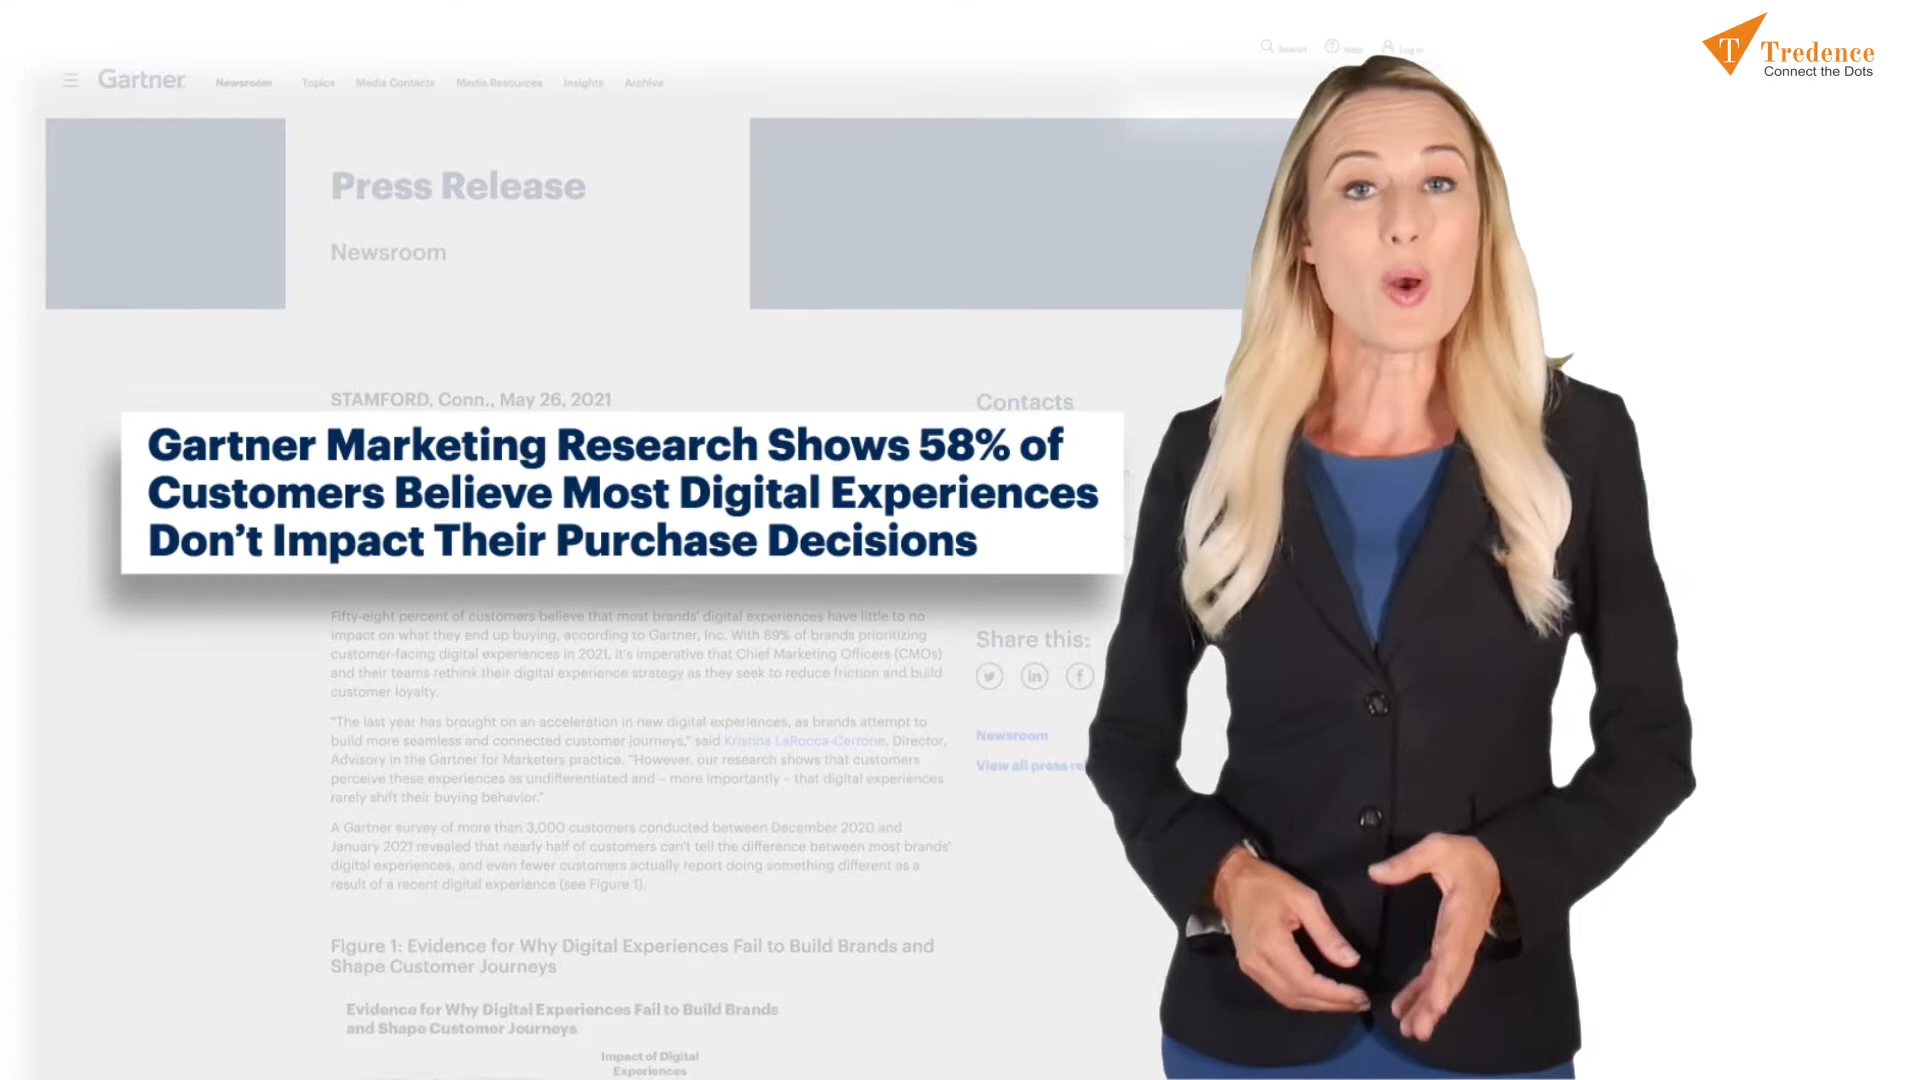 Search Help Log in
T Tredence
Connect the Dots
Gartner Newsroom Topics Media Contacts Media Resources Insights Archive
Press Release
Newsroom
STAMFORD, Conn., May 26, 2021
Contacts
Gartner Marketing Research Shows 58% of
Customers Believe Most Digital Experiences
Don’t Impact Their Purchase Decisions
Fifty-eight percent of customers believe that most brands’ digital experiences have little to no
impact on what they end up buying, according to Gartner, Inc. With 89% of brands prioritizing
customer-facing digital experiences in 2021, it’s imperative that Chief Marketing Officers (CMOs)
and their teams rethink their digital experience strategy as they seek to reduce friction and build
customer loyalty.
“The last year has brought on an acceleration in new digital experiences, as brands attempt to
build more seamless and connected customer journeys,” said Kristina LaRocca-Cerrone, Director,
Advisory in the Gartner for Marketers practice. “However, our research shows that customers
perceive these experiences as undifferentiated and – more importantly – that digital experiences
rarely shift their buying behavior.”
A Gartner survey of more than 3,000 customers conducted between December 2020 and
January 2021 revealed that nearly half of customers can’t tell the difference between most brands’
digital experiences, and even fewer customers actually report doing something different as a
result of a recent digital experience (see Figure 1).
Share this:
Newsroom
View all press
Figure 1: Evidence for Why Digital Experiences Fail to Build Brands and
Shape Customer Journeys
Evidence for Why Digital Experiences Fail to Build Brands
and Shape Customer Journeys
Impact of Digital
Experiences